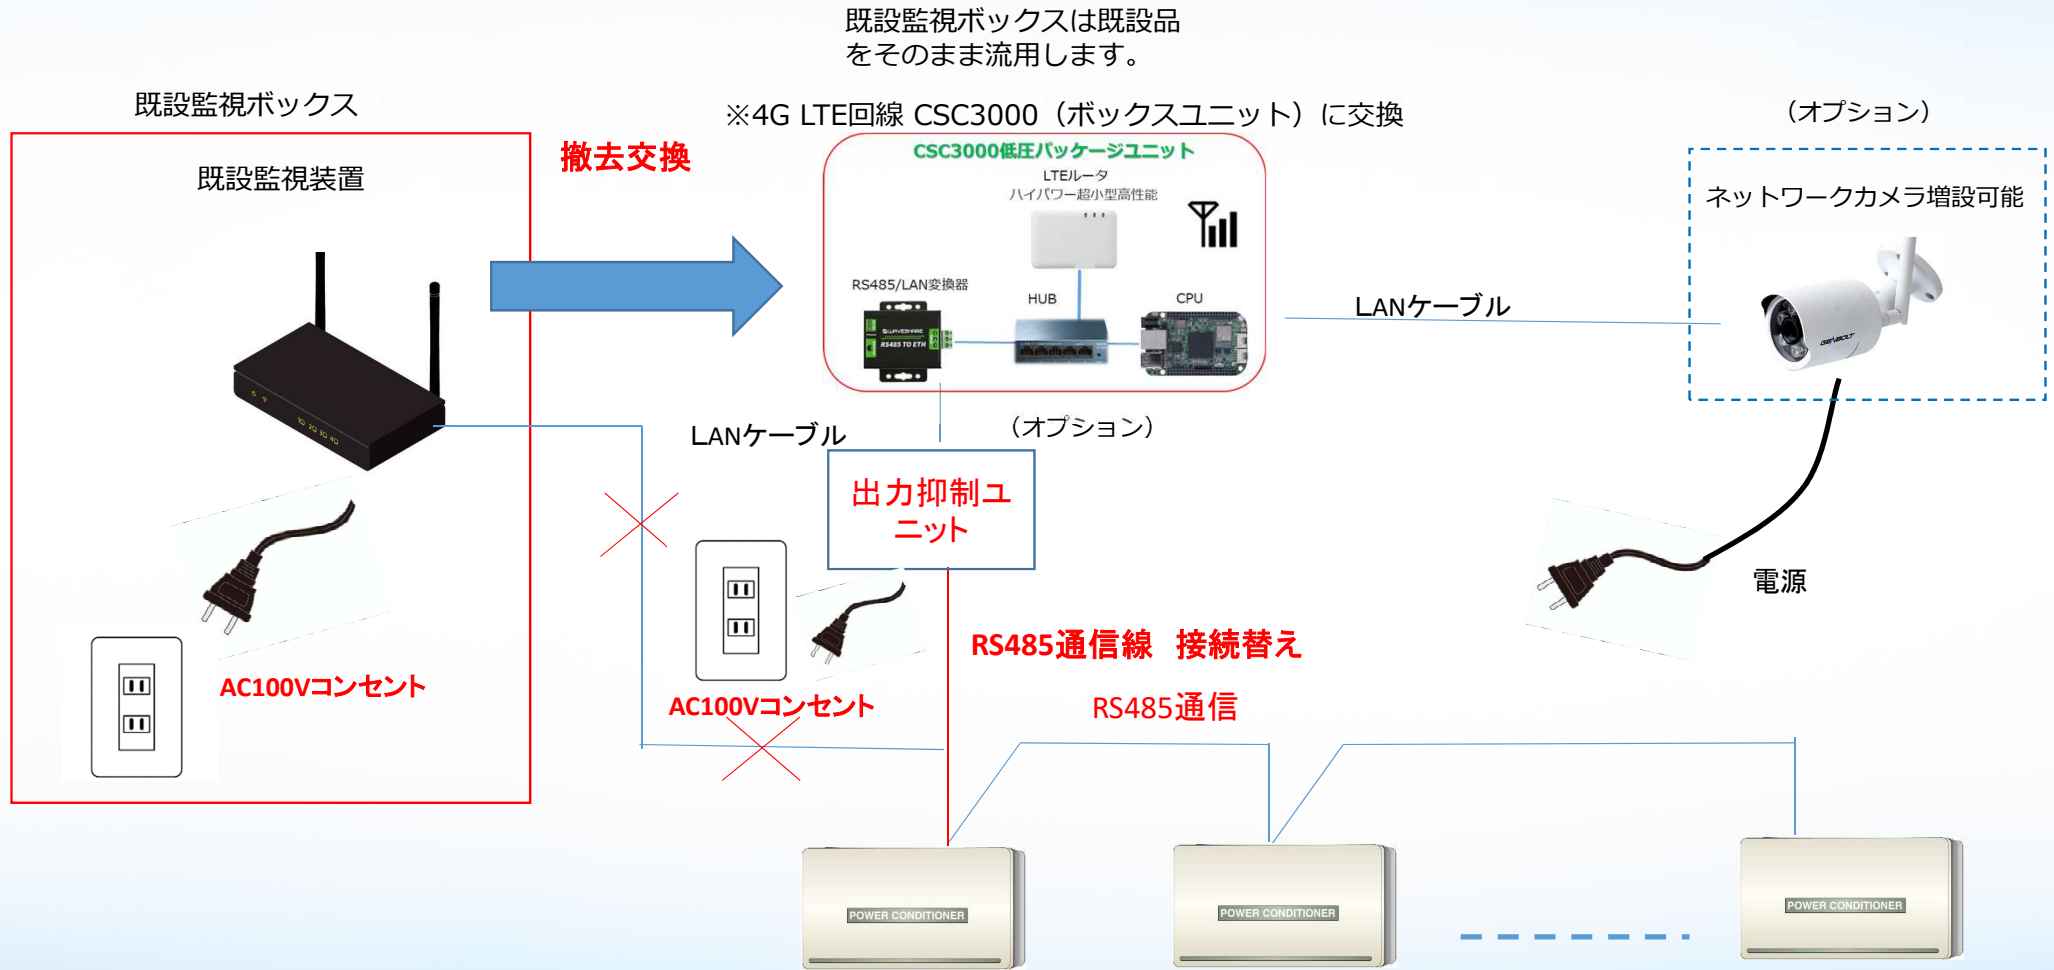 既設監視ボックスは既設品
をそのまま流用します。
既設監視ボックス
※4G LTE回線 CSC3000（ボックスユニット）に交換
（オプション）
既設監視装置
撤去交換
CSC3000低圧パッケージユニット
LTEルータ
ハイパワー超小型高性能
ネットワークカメラ増設可能
RS485/LAN変換器
HUB
CPU
WAVESHARE
RS485 TO ETH
LANケーブル
GENBOLT
1Q 2Q 3Q 4Q
LANケーブル
（オプション）
出力抑制ユ
ニット
電源
RS485通信線　接続替え
AC100Vコンセント
AC100Vコンセント
RS485通信
POWER CONDITIONER
POWER CONDITIONER
POWER CONDITIONER